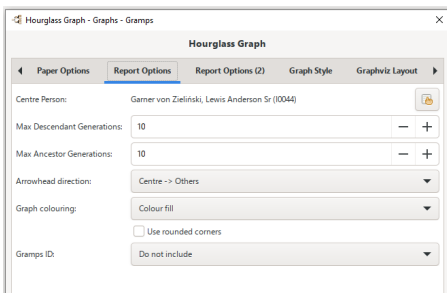 Hourglass Graph - Graphs - Gramps
Hourglass Graph
Paper Options Report Options Report Options (2) Graph Style Graphviz Layout
Centre Person: Garner von Zieliński, Lewis Anderson Sr (I0044)
Max Descendant Generations: 10
Max Ancestor Generations: 10
Arrowhead direction: Centre -> Others
Graph colouring: Colour fill
Use rounded corners
Gramps ID: Do not include